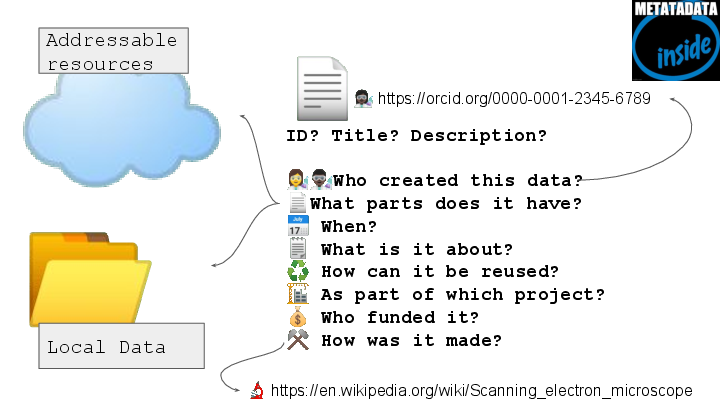 METATADATA
inside
Addressable
resources
https://orcid.org/0000-0001-2345-6789
ID? Title? Description?
Who created this data?
What parts does it have?
July
17
When?
What is it about?
How can it be reused?
As part of which project?
Who funded it?
How was it made?
Local Data
https://en.wikipedia.org/wiki/Scanning_electron_microscope